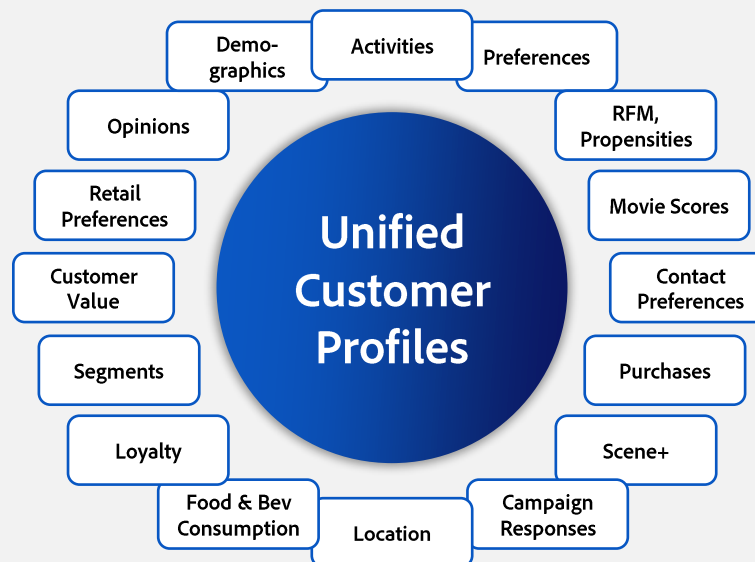 Activities
Demo-
graphics
Preferences
Opinions
RFM,
Propensities
Retail
Preferences
Movie Scores
Unified
Customer
Profiles
Customer
Value
Contact
Preferences
Segments
Purchases
Loyalty
Scene+
Food & Bev
Consumption
Campaign
Responses
Location